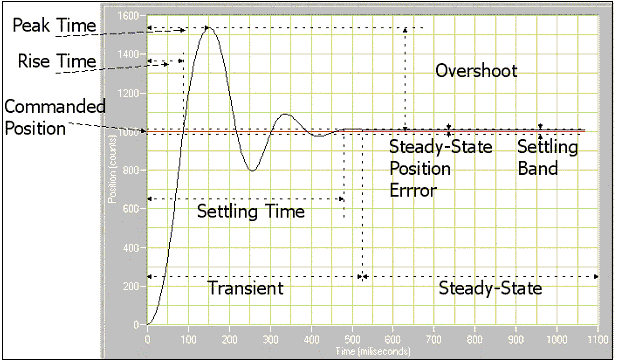 Peak Time
Rise Time
Commanded
Position
Overshoot
Steady-State
Position
Errror
Settling
Band
Settling Time
Transient
Steady-State
Position (counts)
1600
1400
1200
1000
800
600
400
200
0
0 100 200 300 400 500 600 700 800 900 1000 1100
Time (miliseconds)